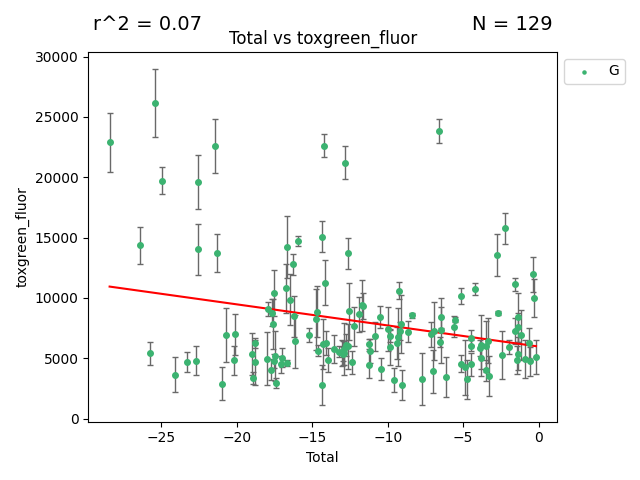 r^2 = 0.07
N = 129
Total vs toxgreen_fluor
30000
25000
20000
15000
10000
5000
0
toxgreen_fluor
−25
−20
−15
−10
−5
0
Total
G